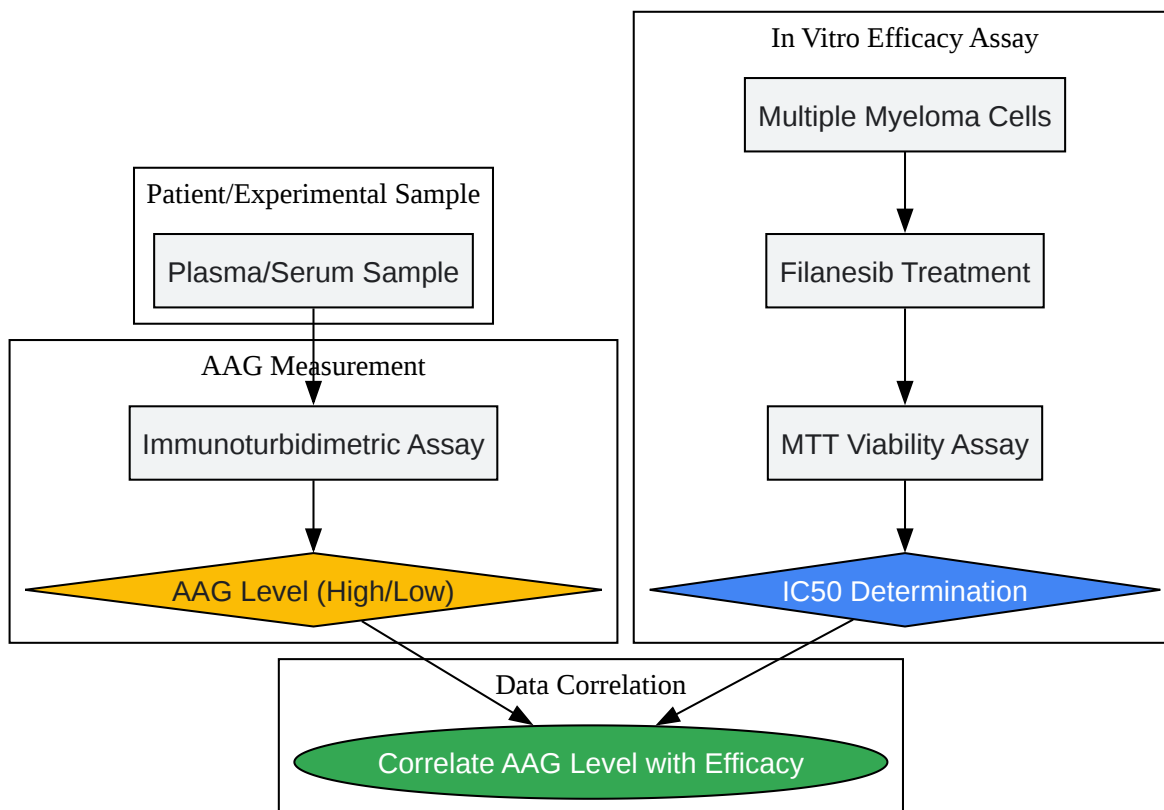 In Vitro Efficacy Assay
Multiple Myeloma Cells
Patient/Experimental Sample
Plasma/Serum Sample
Filanesib Treatment
AAG Measurement
Immunoturbidimetric Assay
MTT Viability Assay
AAG Level (High/Low)
IC50 Determination
Data Correlation
Correlate AAG Level with Efficacy